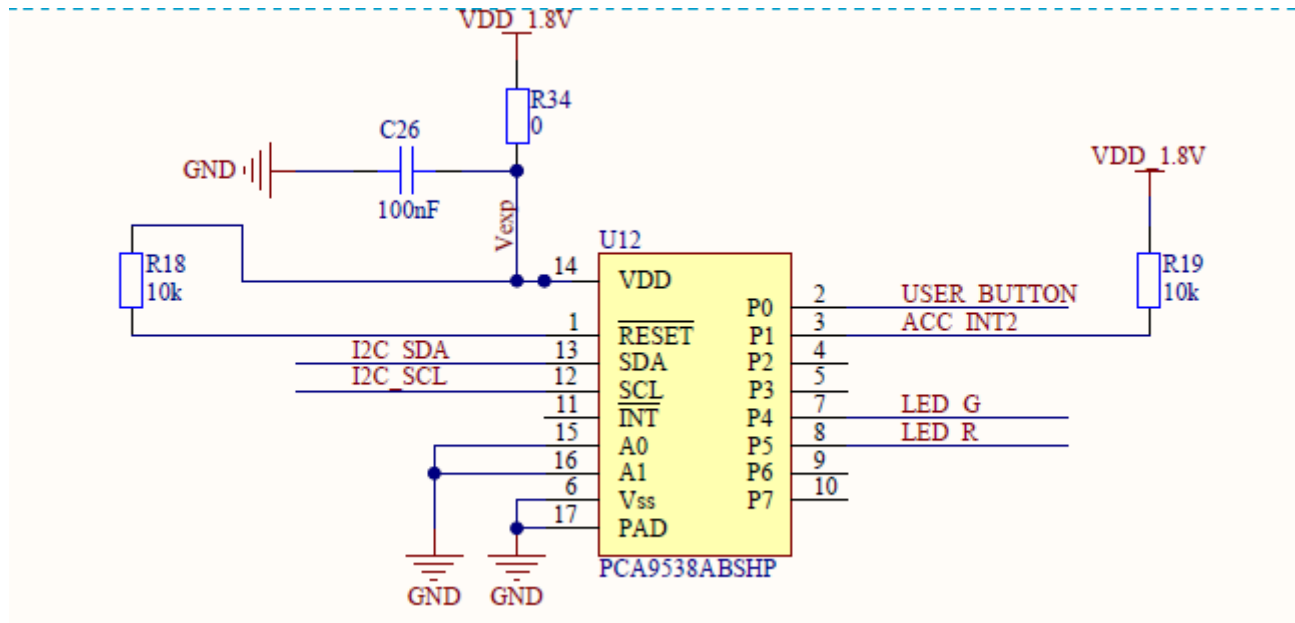 VDD_1.8V
R34
0
C26
GND
100nF
Vexp
VDD_1.8V
U12
R18
10k
R19
10k
14 VDD
P0 2 USER_BUTTON
1 RESET
P1 3 ACC_INT2
I2C_SDA 13 SDA
P2 4
I2C_SCL 12 SCL
P3 5
11 INT
P4 7 LED_G
15 A0
P5 8 LED_R
16 A1
P6 9
6 Vss
P7 10
17 PAD
PCA9538ABSHP
GND
GND